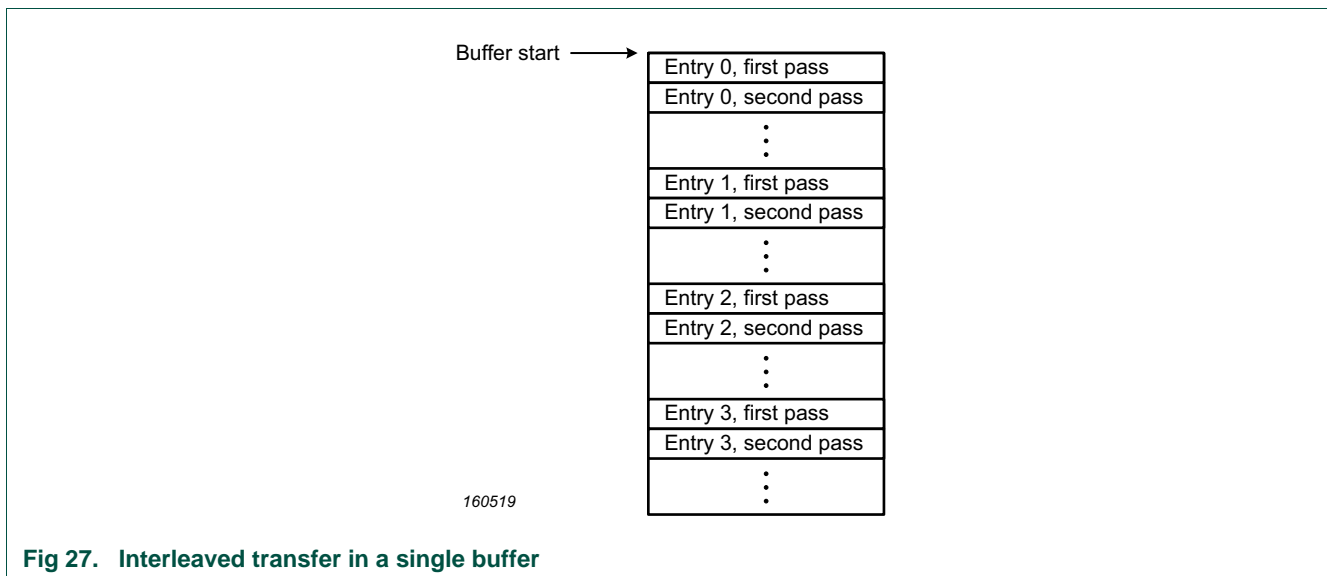 Buffer start
Entry 0, first pass
Entry 0, second pass
Entry 1, first pass
Entry 1, second pass
Entry 2, first pass
Entry 2, second pass
Entry 3, first pass
Entry 3, second pass
160519
Fig 27. Interleaved transfer in a single buffer